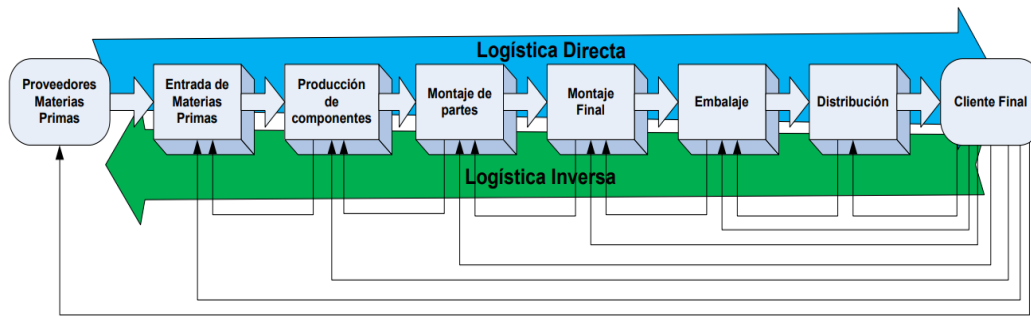 Logística Directa
Proveedores
Materias
Primas
Entrada de
Materias
Primas
Producción
de
componentes
Montaje de
partes
Montaje
Final
Embalaje
Distribución
Cliente Final
Logística Inversa